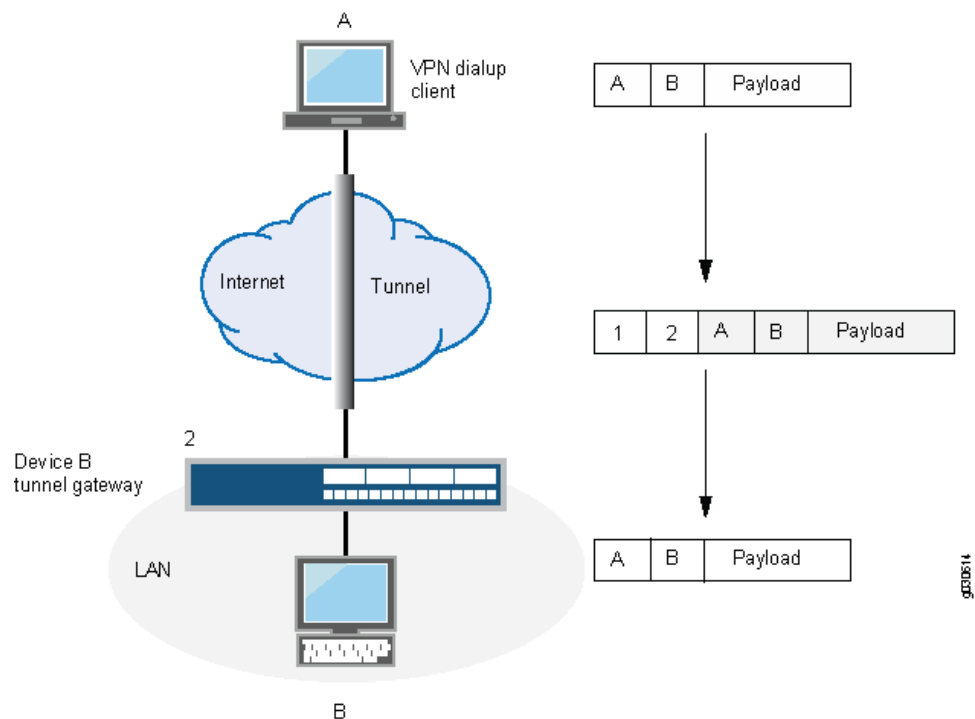 A
VPN dialup
client
A B Payload
Internet
Tunnel
1 2 A B Payload
2
Device B
tunnel gateway
LAN
A B Payload
B
g030614